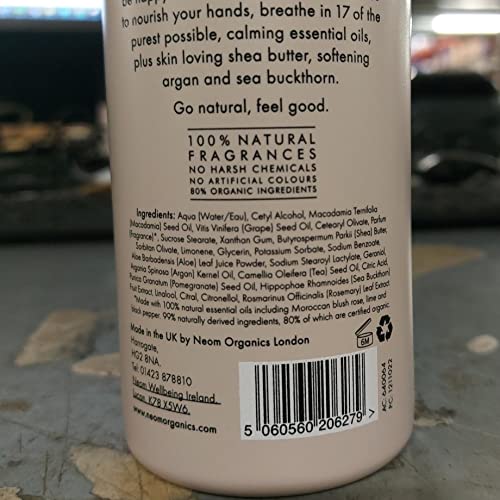 be happy
to nourish your hands, breathe in 17 of the
purest possible, calming essential oils,
plus skin loving shea butter, softening
argan and sea buckthorn.
Go natural, feel good.
100% NATURAL
FRAGRANCES
NO HARSH CHEMICALS
NO ARTIFICIAL COLOURS
80% ORGANIC INGREDIENTS
Ingredients: Aqua (Water/Eau), Cetyl Alcohol, Macadamia Ternifolia
(Macadamia) Seed Oil, Vitis Vinifera (Grape) Seed Oil, Cetearyl Olivate, Parfum
(Fragrance)*, Sucrose Stearate, Xanthan Gum, Butyrospermum Parkii (Shea) Butter,
Sorbitan Olivate, Limonene, Glycerin, Potassium Sorbate, Sodium Benzoate,
Aloe Barbadensis (Aloe) Leaf Juice Powder, Sodium Stearoyl Lactylate, Geraniol,
Argania Spinosa (Argan) Kernel Oil, Camellia Oleifera (Tea) Seed Oil, Citric Acid,
Punica Granatum (Pomegranate) Seed Oil, Hippophae Rhamnoides (Sea Buckthorn)
Fruit Extract, Linalool, Citral, Citronellol, Rosmarinus Officinalis (Rosemary) Leaf Extract.
*Made with 100% natural essential oils including Moroccan blush rose, lime and
black pepper. 99% naturally derived ingredients, 80% of which are certified organic.
Made in the UK by Neom Organics London
Harrogate,
HG2 8NA.
Tel: 01423 878810
Neom Wellbeing Ireland,
Lucan, K78 X5W6.
www.neomorganics.com
6M
5 060560 206279 >
AC: 640064
PC: 1211022